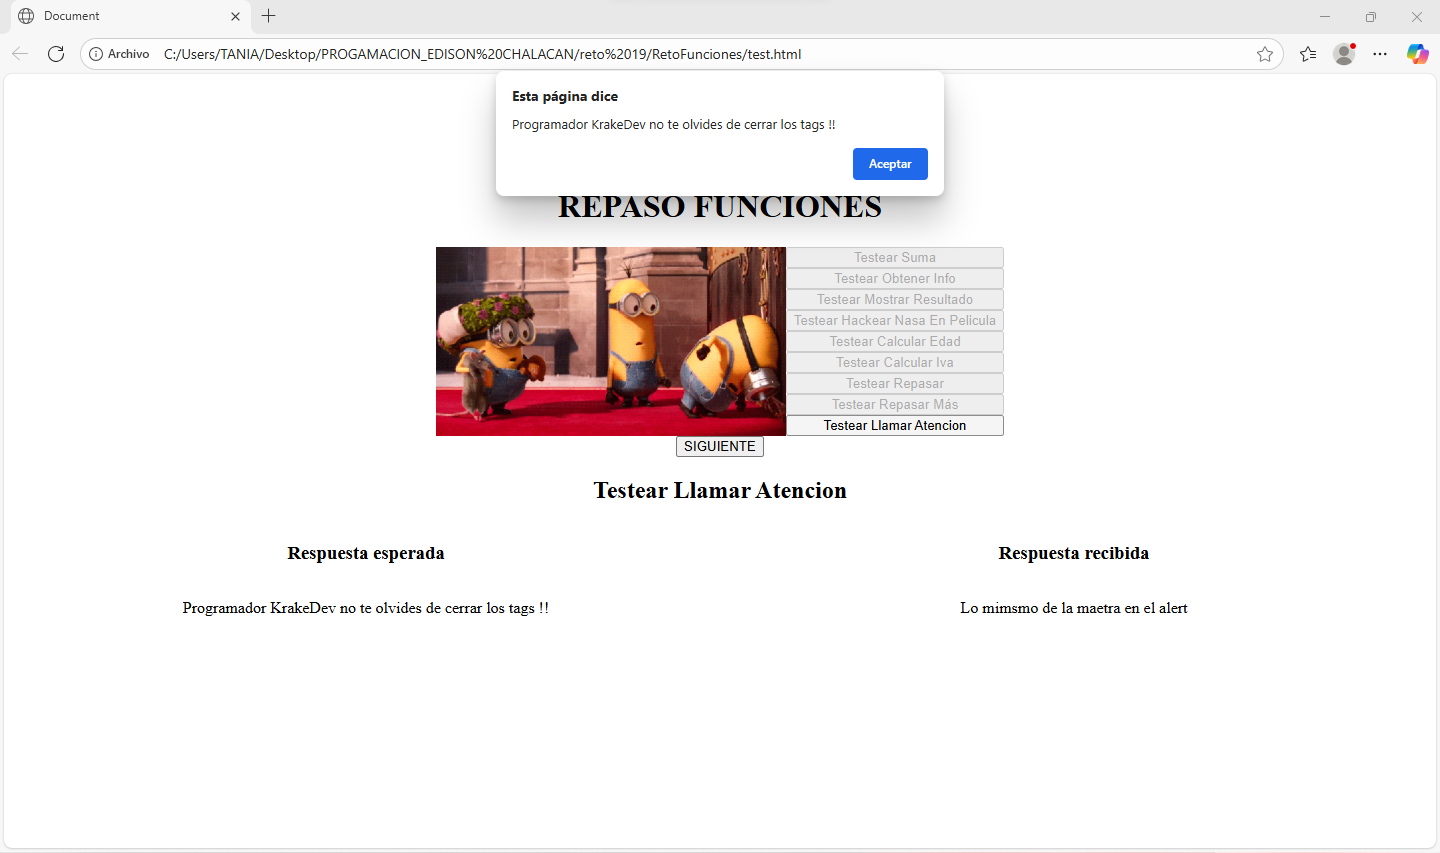 Document
Archivo
C:/Users/TANIA/Desktop/PROGAMACION_EDISON%20CHALACAN/reto%2019/RetoFunciones/test.html
Esta página dice
Programador KrakeDev no te olvides de cerrar los tags !!
Aceptar
REPASO FUNCIONES
Testear Suma
Testear Obtener Info
Testear Mostrar Resultado
Testear Hackear Nasa En Pelicula
Testear Calcular Edad
Testear Calcular Iva
Testear Repasar
Testear Repasar Más
Testear Llamar Atencion
SIGUIENTE
Testear Llamar Atencion
Respuesta esperada
Respuesta recibida
Programador KrakeDev no te olvides de cerrar los tags !!
Lo mimsmo de la maetra en el alert